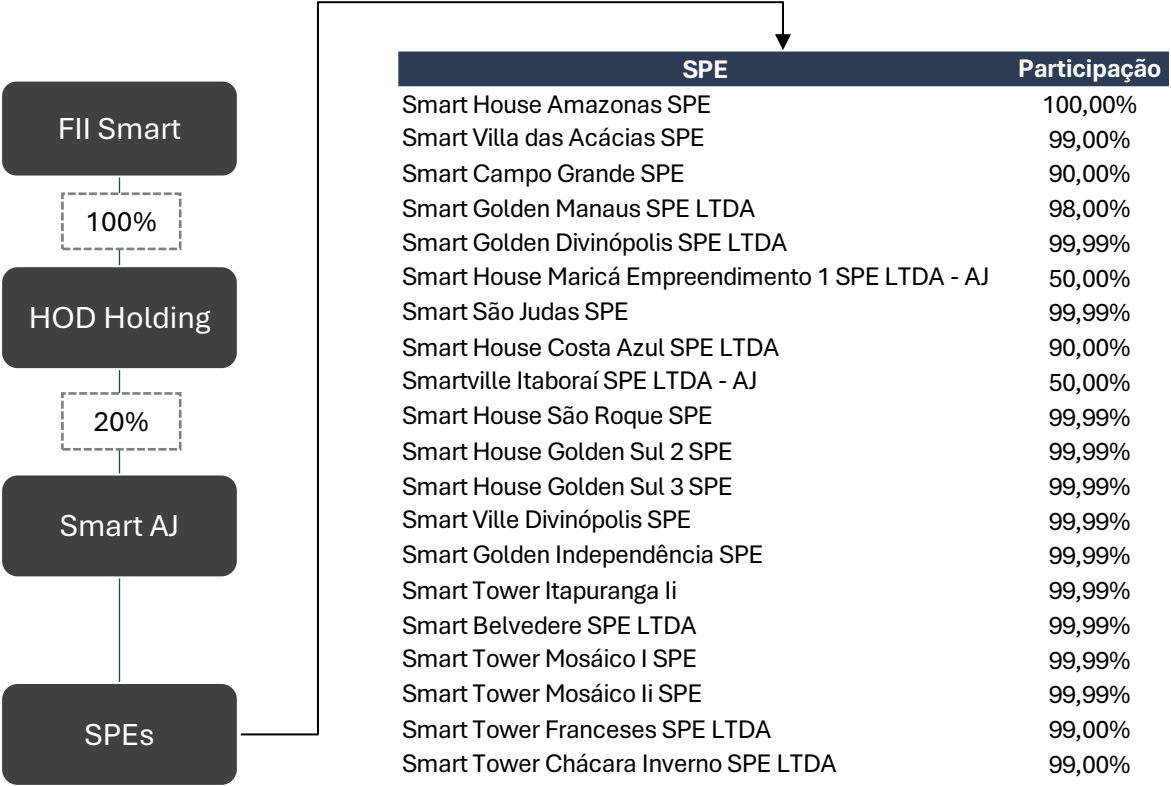 FII Smart
100%
HOD Holding
20%
Smart AJ
SPEs
SPE Participação
Smart House Amazonas SPE 100,00%
Smart Villa das Acácias SPE 99,00%
Smart Campo Grande SPE 90,00%
Smart Golden Manaus SPE LTDA 98,00%
Smart Golden Divinópolis SPE LTDA 99,99%
Smart House Maricá Empreendimento 1 SPE LTDA - AJ 50,00%
Smart São Judas SPE 99,99%
Smart House Costa Azul SPE LTDA 90,00%
Smartville Itaboraí SPE LTDA - AJ 50,00%
Smart House São Roque SPE 99,99%
Smart House Golden Sul 2 SPE 99,99%
Smart House Golden Sul 3 SPE 99,99%
Smart Ville Divinópolis SPE 99,99%
Smart Golden Independência SPE 99,99%
Smart Tower Itapuranga Ii 99,99%
Smart Belvedere SPE LTDA 99,99%
Smart Tower Mosáico I SPE 99,99%
Smart Tower Mosáico Ii SPE 99,99%
Smart Tower Franceses SPE LTDA 99,00%
Smart Tower Chácara Inverno SPE LTDA 99,00%